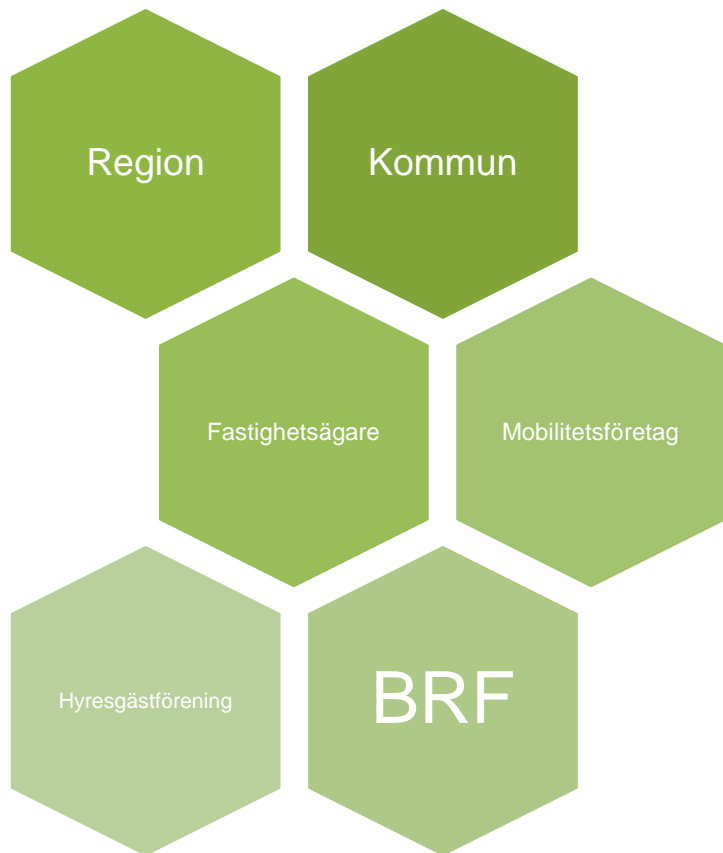 Region
Kommun
Fastighetsägare
Mobilitetsföretag
Hyresgästförening
BRF